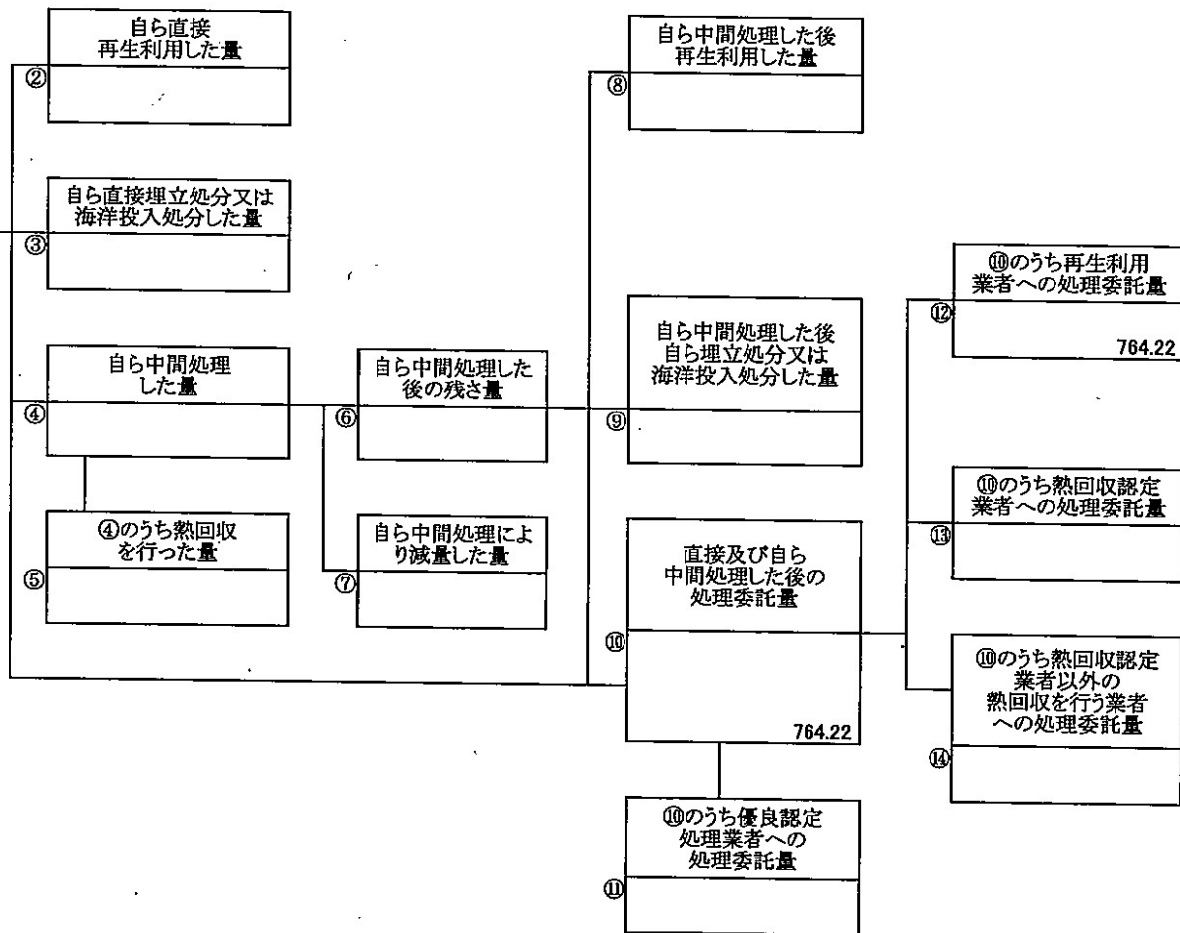 自ら直接
再生利用した量
②
自ら直接埋立処分又は
海洋投入処分した量
③
自ら中間処理
した量
④
④のうち熱回収
を行った量
⑤
自ら中間処理した
後の残さ量
⑥
自ら中間処理によ
り減量した量
⑦
自ら中間処理した後
再生利用した量
⑧
自ら中間処理した後
自ら埋立処分又は
海洋投入処分した量
⑨
直接及び自ら
中間処理した後の
処理委託量
⑩
764.22
⑩のうち優良認定
処理業者への
処理委託量
⑪
⑩のうち再生利用
業者への処理委託量
⑫
764.22
⑩のうち熱回収認定
業者への処理委託量
⑬
⑩のうち熱回収認定
業者以外の
熱回収を行う業者
への処理委託量
⑭